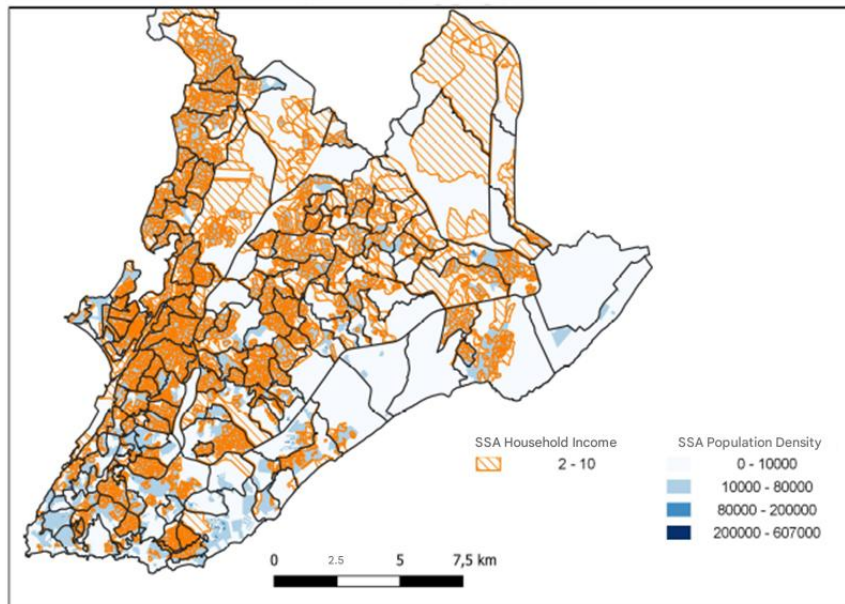 SSA Household Income
2 - 10
SSA Population Density
0 - 10000
10000 - 80000
80000 - 200000
200000 - 607000
0 2.5 5 7,5 km